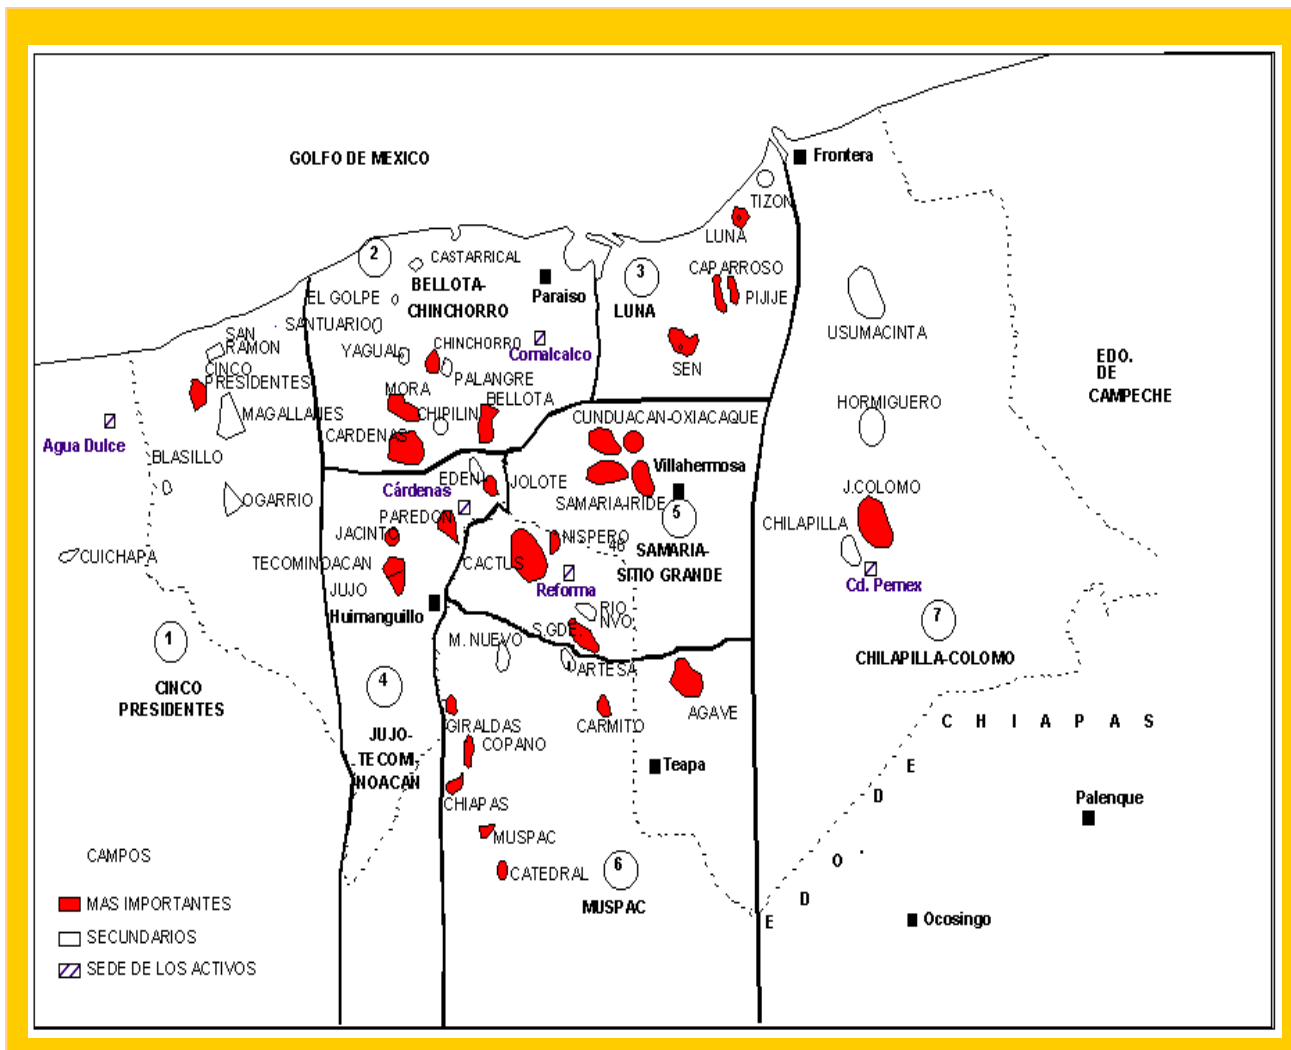 GOLFO DE MEXICO
Frontera
TIZON
LUNA
2
CASTARRICAL
BELLOTA-
CHINCHORRO
EL GOLPE
SANTUARIO
YAGUAL
CHINCHORRO
PALANGRE
Paraiso
Comalcalco
MORA
CHIPILIN
BELLOTA
CARDENAS
3
LUNA
CAPARROSO
PIJIJE
SEN
USUMACINTA
HORMIGUERO
EDO.
DE
CAMPECHE
SAN
RAMON
CINCO
PRESIDENTES
MAGALLANES
Agua Dulce
BLASILLO
OGARRIO
CUICHAPA
1
CINCO
PRESIDENTES
CUNDUACAN-OXIACAQUE
Villahermosa
SAMARIA-IRIDE
5
SAMARIA-
SITIO GRANDE
EDEN
JOLOTE
Cárdenas
PAREDON
JACINTO
TECOMINOACAN
JUJO
Huimanguillo
CACTUS
NISPERO
46
Reforma
RIO
NVO
S.GDE
M. NUEVO
ARTESA
J.COLOMO
CHILAPILLA
Cd. Pemex
7
CHILAPILLA-COLOMO
4
JUJO-
TECOMI-
NOACAN
GIRALDAS
COPANO
CHIAPAS
MUSPAC
CATEDRAL
CARMITO
AGAVE
Teapa
6
MUSPAC
C H I A P A S
E D O . D E
Palenque
Ocosingo
CAMPOS
MAS IMPORTANTES
SECUNDARIOS
SEDE DE LOS ACTIVOS